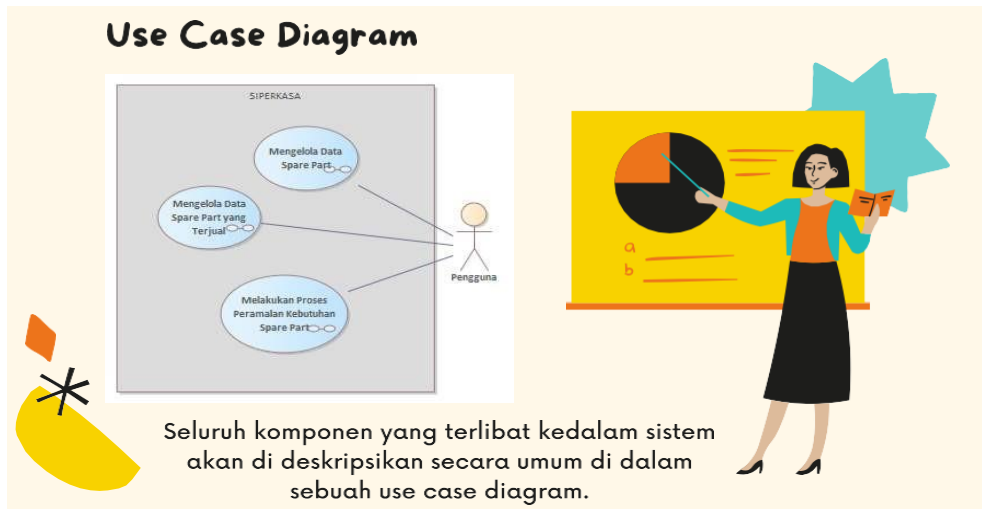 Use Case Diagram
SIPERKASA
Mengelola Data
Spare Part
Mengelola Data
Spare Part yang
Terjual
Melakukan Proses
Peramalan Kebutuhan
Spare Part
Pengguna
a
b
Seluruh komponen yang terlibat kedalam sistem
akan di deskripsikan secara umum di dalam
sebuah use case diagram.